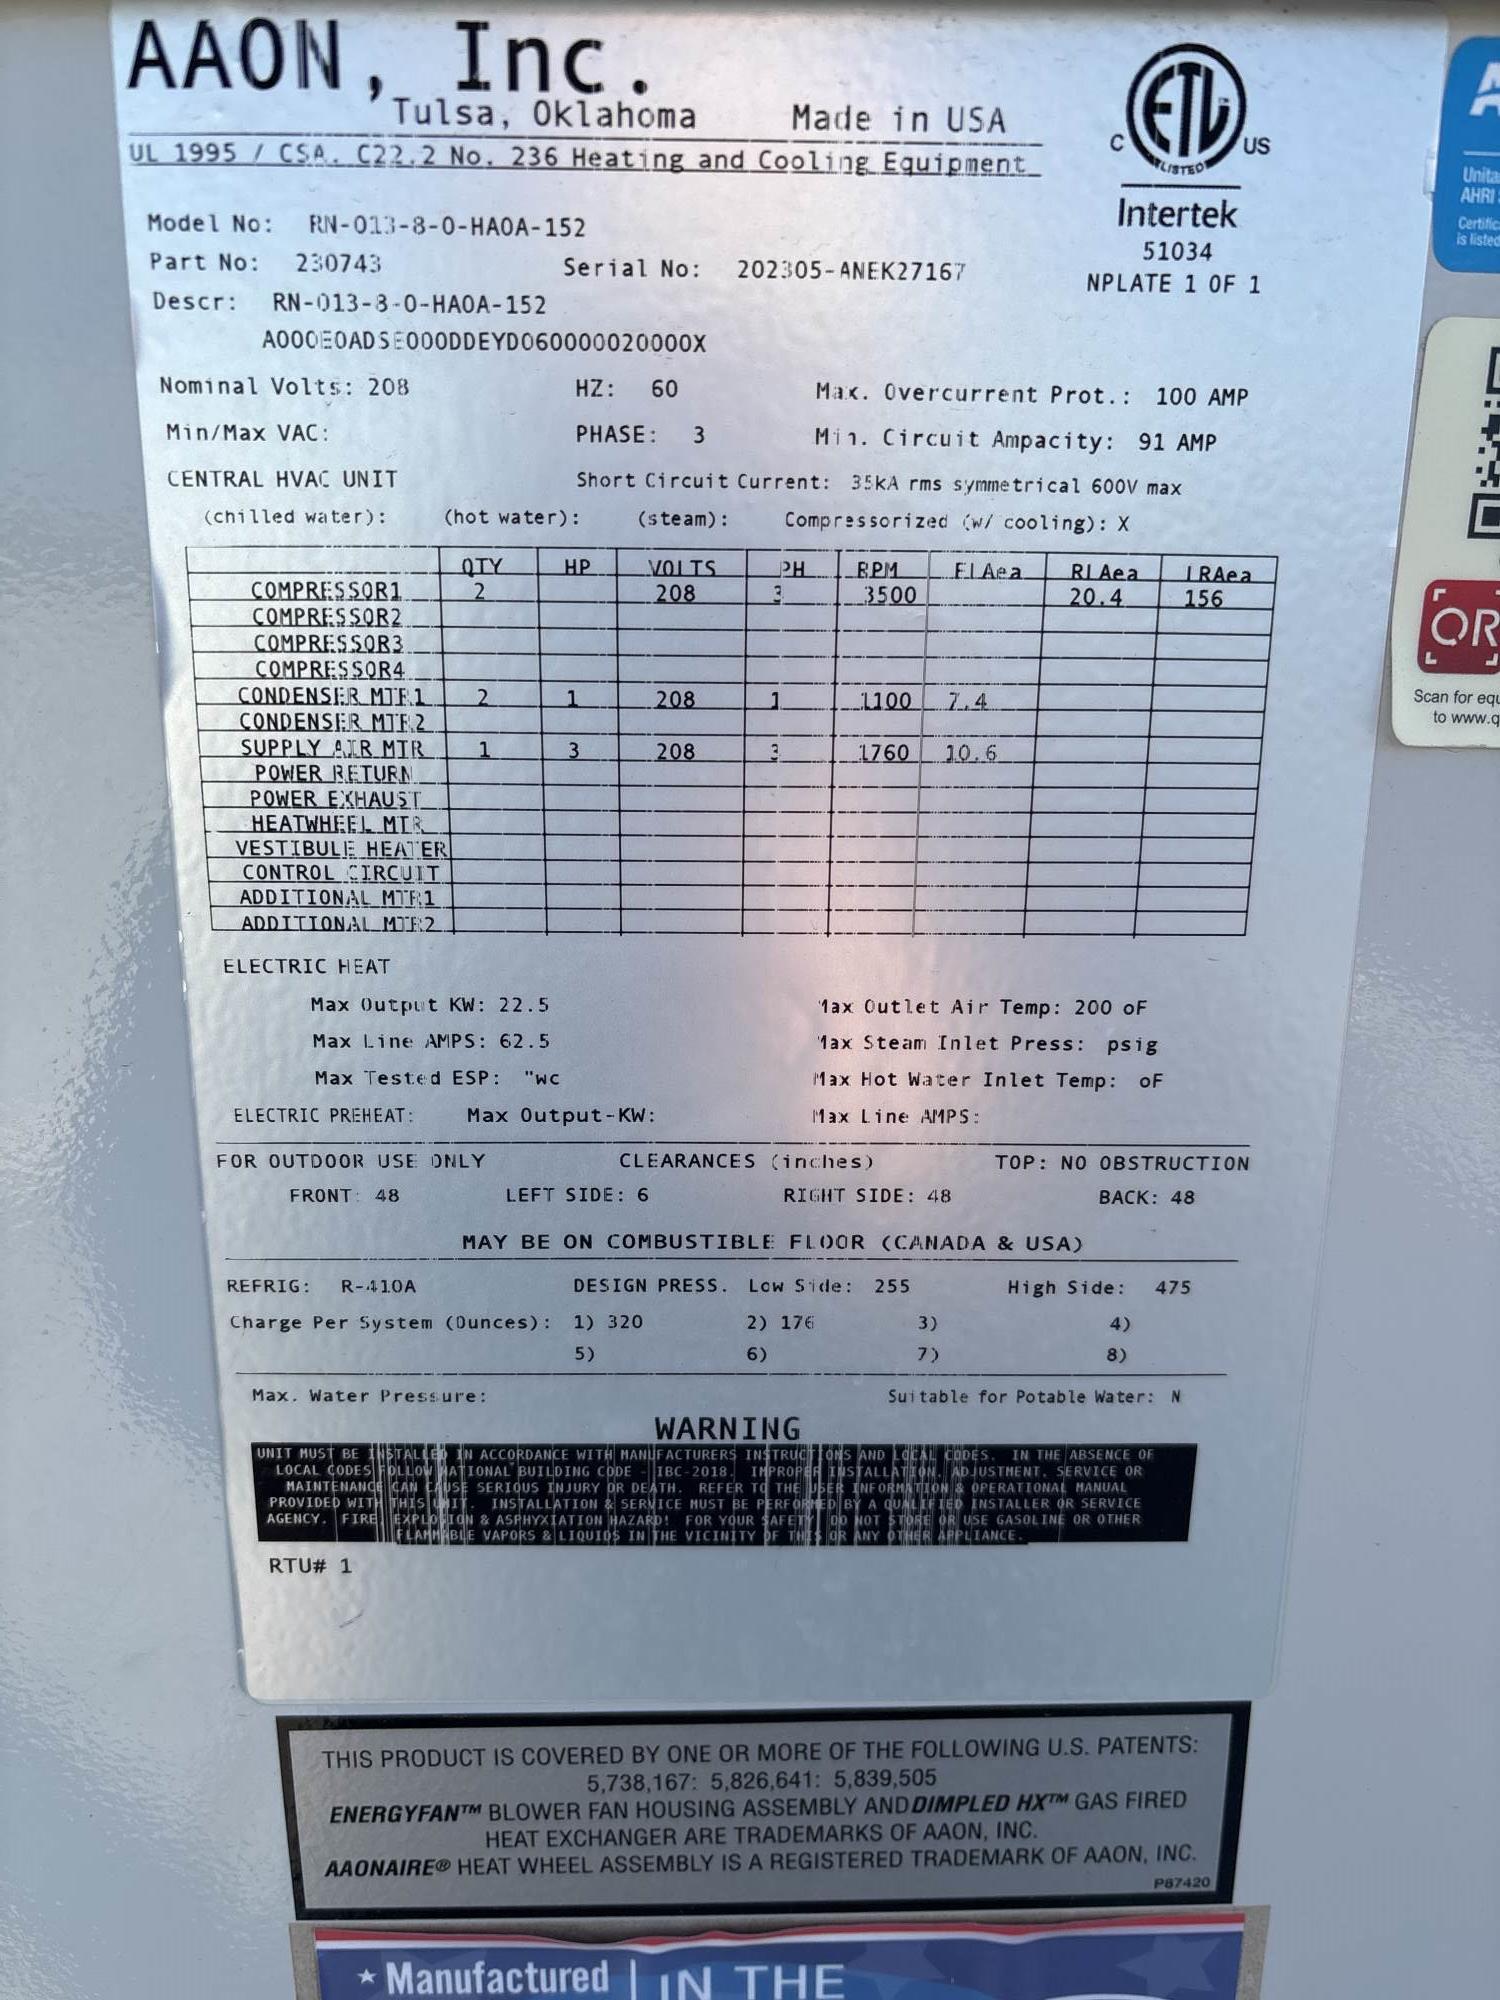 AAON, Inc.
Tulsa, Oklahoma Made in USA
UL 1995 / CSA. C22.2 No. 236 Heating and Cooling Equipment
C ETL US
LISTED
Intertek
51034
NPLATE 1 OF 1
Model No: RN-013-8-0-HA0A-152
Part No: 230743 Serial No: 202305-ANEK27167
Descr: RN-013-8-0-HA0A-152
A000E0ADSE000DDEYD060000020000X
Nominal Volts: 208 HZ: 60 Max. Overcurrent Prot.: 100 AMP
Min/Max VAC: PHASE: 3 Min. Circuit Ampacity: 91 AMP
CENTRAL HVAC UNIT Short Circuit Current: 35kA rms symmetrical 600V max
(chilled water): (hot water): (steam): Compressorized (w/ cooling): X
QTY HP VOLTS PH RPM FLAea RLAea LRAea
COMPRESSOR1 2 208 3 3500 20.4 156
COMPRESSOR2
COMPRESSOR3
COMPRESSOR4
CONDENSER MTR1 2 1 208 1 1100 7.4
CONDENSER MTR2
SUPPLY AIR MTR 1 3 208 3 1760 10.6
POWER RETURN
POWER EXHAUST
HEATWHEEL MTR
VESTIBULE HEATER
CONTROL CIRCUIT
ADDITIONAL MTR1
ADDITIONAL MTR2
ELECTRIC HEAT
Max Output KW: 22.5 Max Outlet Air Temp: 200 oF
Max Line AMPS: 62.5 Max Steam Inlet Press: psig
Max Tested ESP: "wc Max Hot Water Inlet Temp: oF
ELECTRIC PREHEAT: Max Output-KW: Max Line AMPS:
FOR OUTDOOR USE ONLY CLEARANCES (inches) TOP: NO OBSTRUCTION
FRONT: 48 LEFT SIDE: 6 RIGHT SIDE: 48 BACK: 48
MAY BE ON COMBUSTIBLE FLOOR (CANADA & USA)
REFRIG: R-410A DESIGN PRESS. Low Side: 255 High Side: 475
Charge Per System (Ounces): 1) 320 2) 176 3) 4)
5) 6) 7) 8)
Max. Water Pressure: Suitable for Potable Water: N
WARNING
UNIT MUST BE INSTALLED IN ACCORDANCE WITH MANUFACTURERS INSTRUCTIONS AND LOCAL CODES. IN THE ABSENCE OF
LOCAL CODES FOLLOW NATIONAL BUILDING CODE - IBC-2018. IMPROPER INSTALLATION, ADJUSTMENT, SERVICE OR
MAINTENANCE CAN CAUSE SERIOUS INJURY OR DEATH. REFER TO THE USER INFORMATION & OPERATIONAL MANUAL
PROVIDED WITH THIS UNIT. INSTALLATION & SERVICE MUST BE PERFORMED BY A QUALIFIED INSTALLER OR SERVICE
AGENCY. FIRE, EXPLOSION & ASPHYXIATION HAZARD! FOR YOUR SAFETY DO NOT STORE OR USE GASOLINE OR OTHER
FLAMMABLE VAPORS & LIQUIDS IN THE VICINITY OF THIS OR ANY OTHER APPLIANCE.
RTU# 1
THIS PRODUCT IS COVERED BY ONE OR MORE OF THE FOLLOWING U.S. PATENTS:
5,738,167: 5,826,641: 5,839,505
ENERGYFAN™ BLOWER FAN HOUSING ASSEMBLY AND DIMPLED HX™ GAS FIRED
HEAT EXCHANGER ARE TRADEMARKS OF AAON, INC.
AAONAIRE® HEAT WHEEL ASSEMBLY IS A REGISTERED TRADEMARK OF AAON, INC.
P87420
★ Manufactured | IN THE
AHRI
is listed
Scan for equ
to www.q